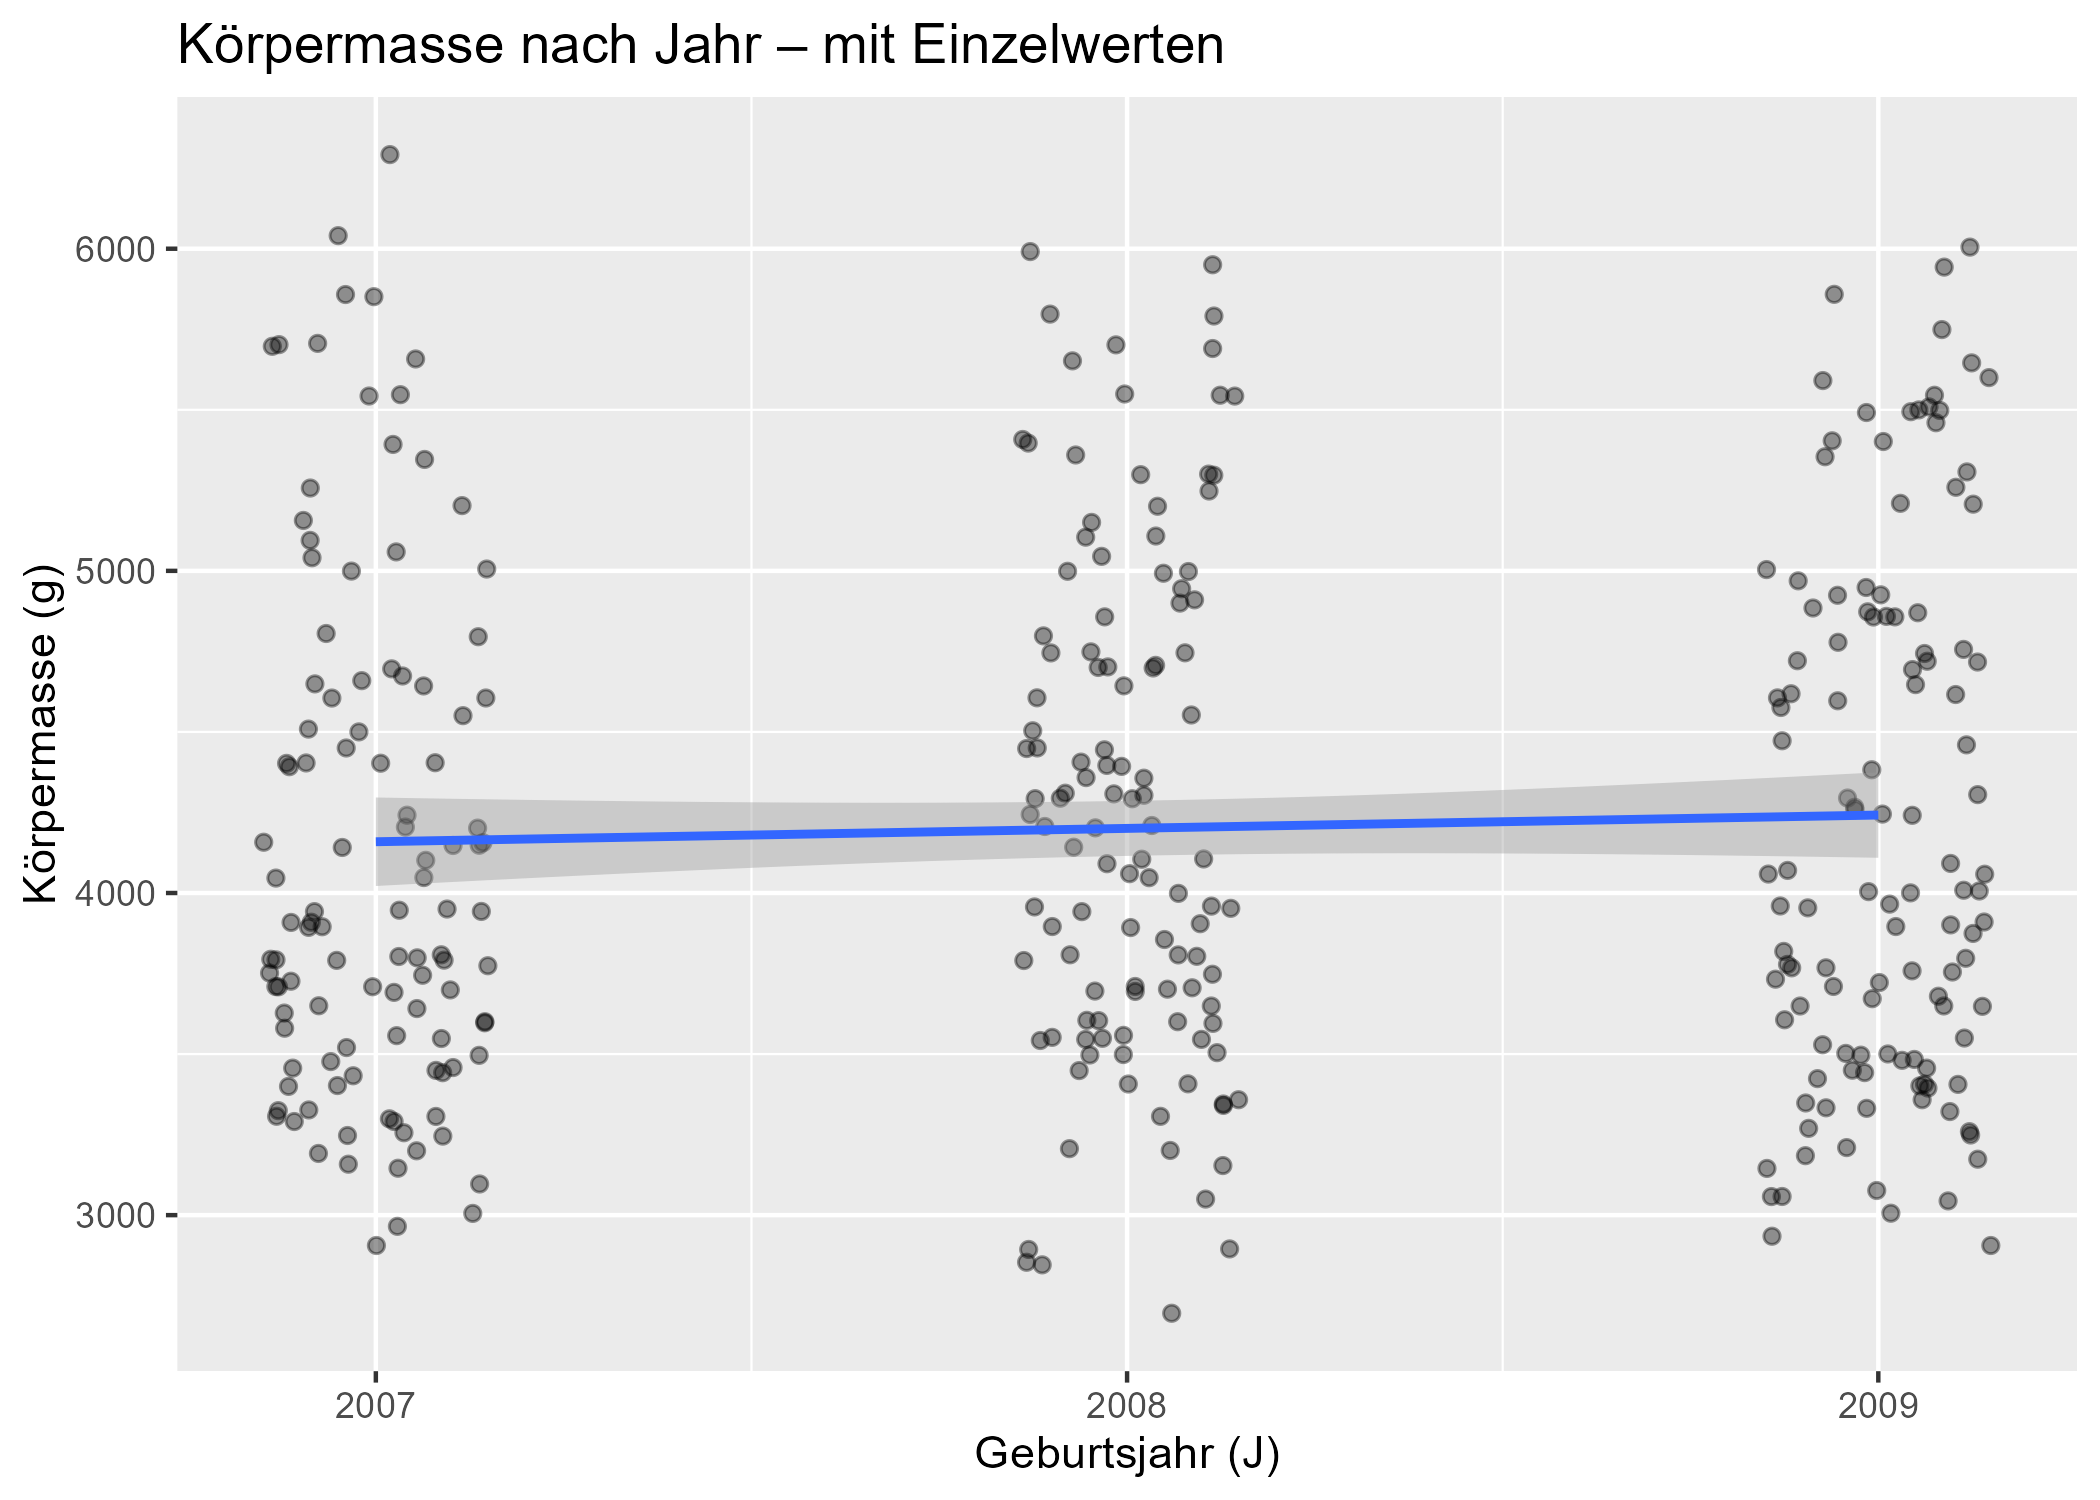 Körpermasse nach Jahr – mit Einzelwerten
Körpermasse (g)
6000
5000
4000
3000
2007
2008
2009
Geburtsjahr (J)